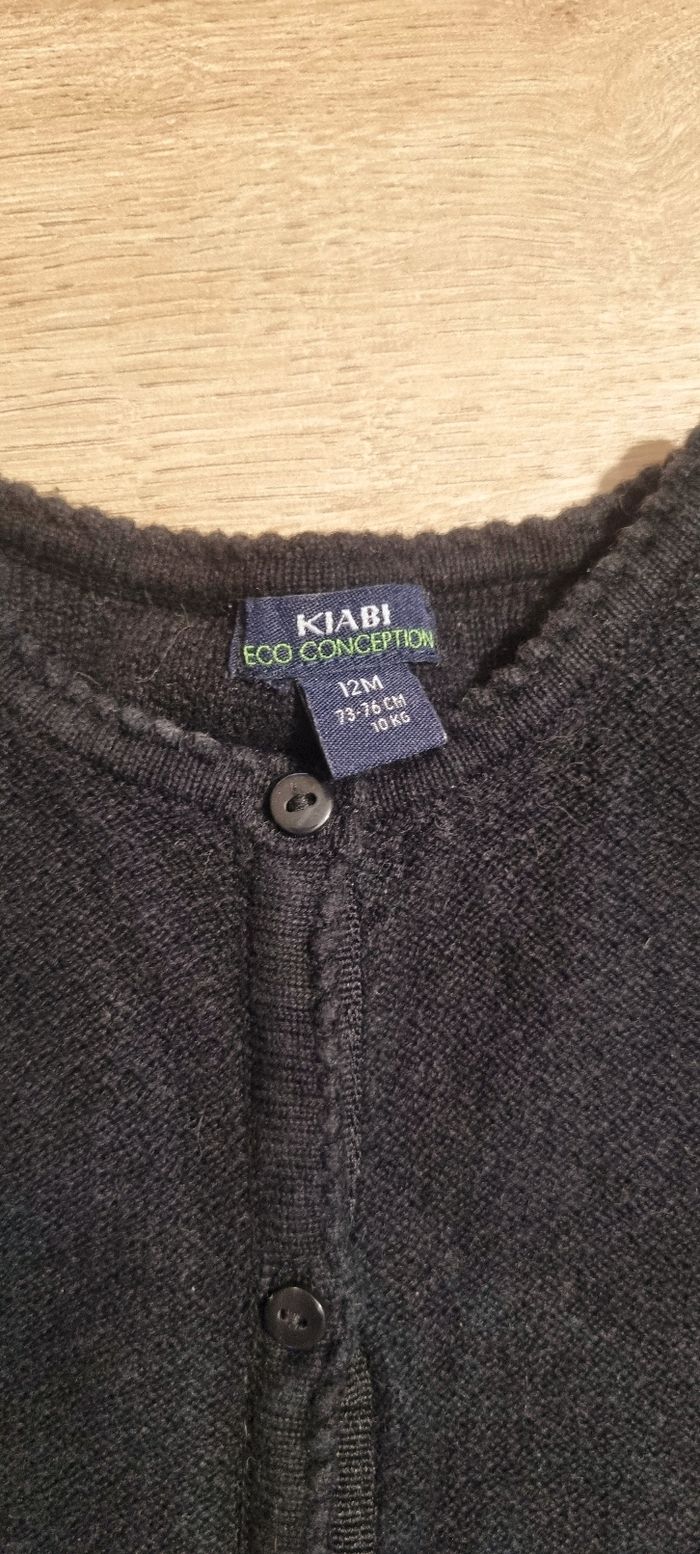 KIABI
ECO CONCEPTION
12M
73-76 CM
10 KG